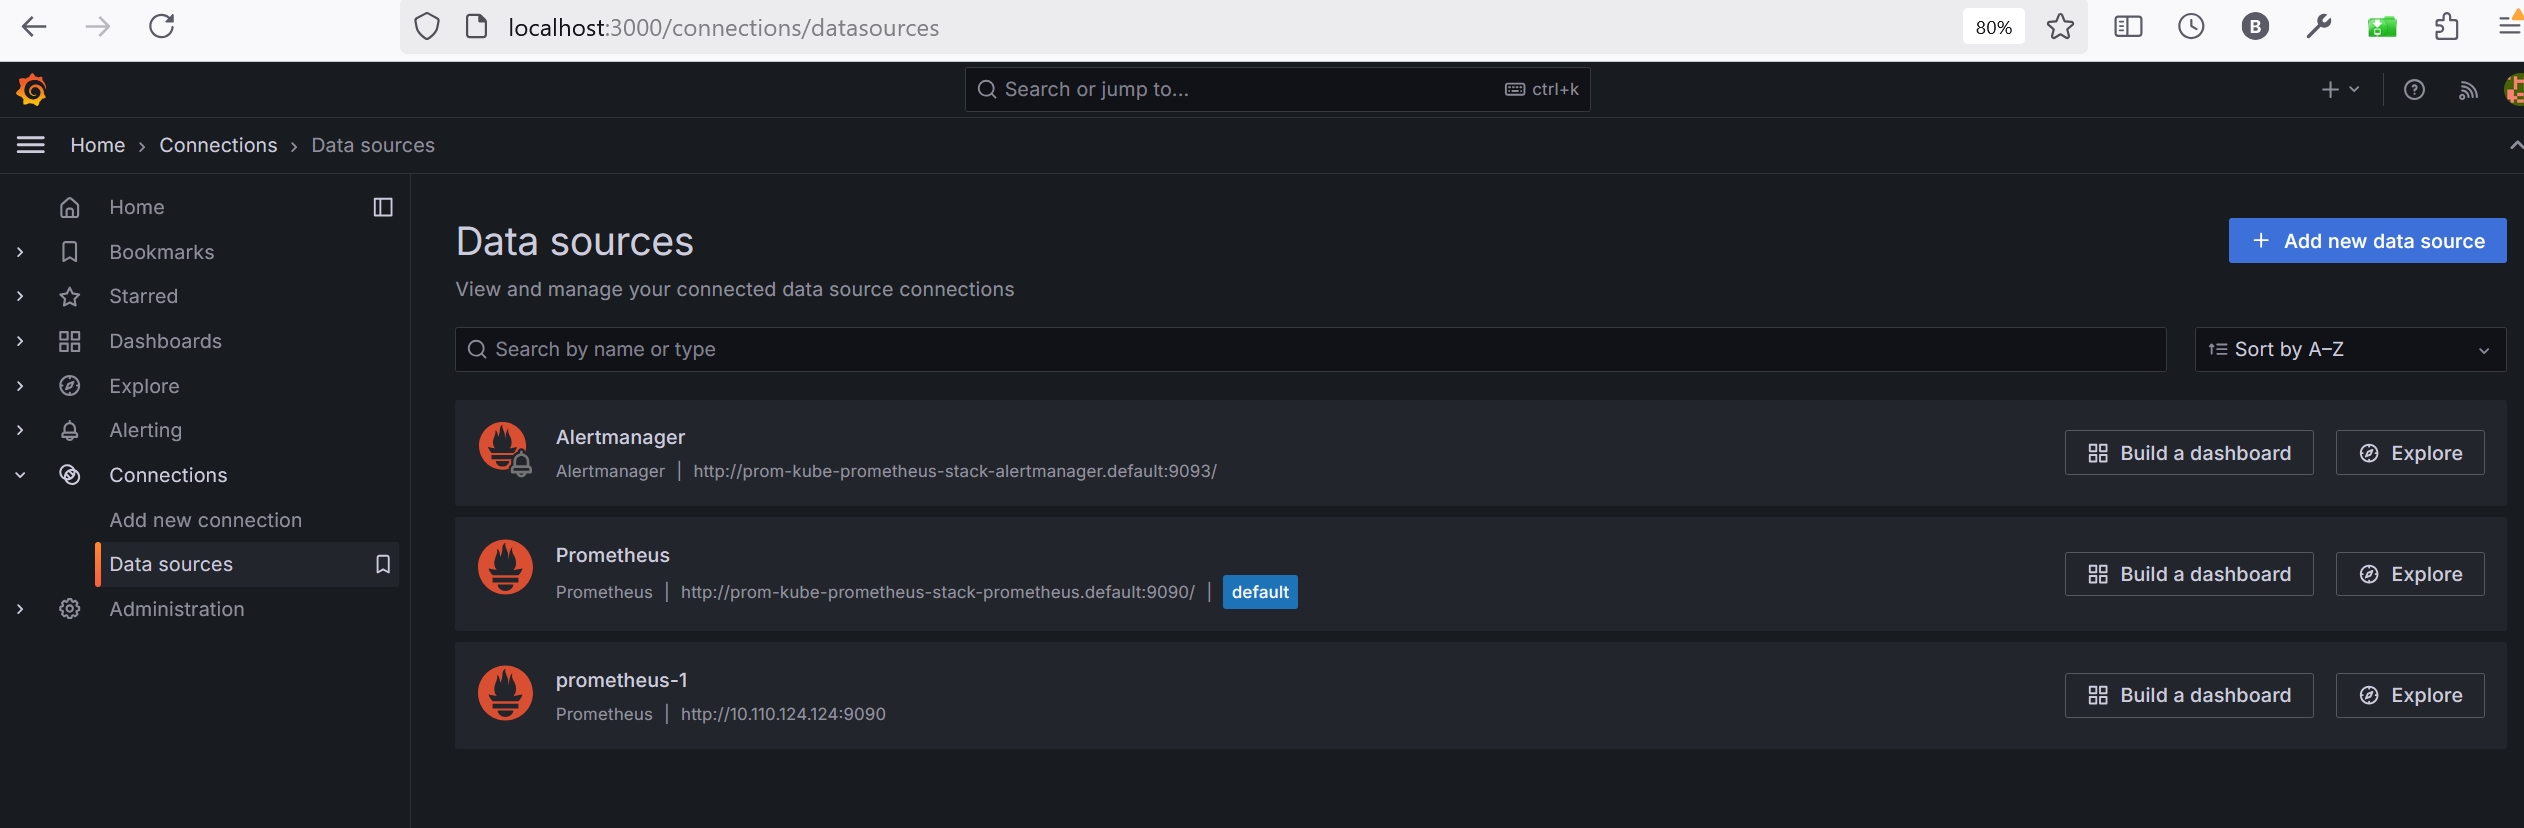 localhost:3000/connections/datasources
80%
B
Search or jump to...
ctrl+k
Home › Connections › Data sources
Home
Bookmarks
Starred
Dashboards
Explore
Alerting
Connections
Add new connection
Data sources
Administration
Data sources
Add new data source
View and manage your connected data source connections
Search by name or type
Sort by A–Z
Alertmanager
Alertmanager | http://prom-kube-prometheus-stack-alertmanager.default:9093/
Build a dashboard
Explore
Prometheus
Prometheus | http://prom-kube-prometheus-stack-prometheus.default:9090/ | default
Build a dashboard
Explore
prometheus-1
Prometheus | http://10.110.124.124:9090
Build a dashboard
Explore